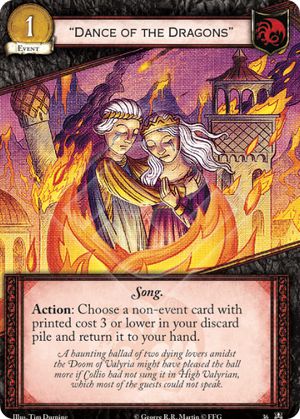 1
EVENT
"DANCE OF THE DRAGONS"
Song.
Action: Choose a non-event card with
printed cost 3 or lower in your discard
pile and return it to your hand.
A haunting ballad of two dying lovers amidst
the Doom of Valyria might have pleased the hall
more if Collio had not sung it in High Valyrian,
which most of the guests could not speak.
Illus. Tim Durning
© George R.R. Martin © FFG